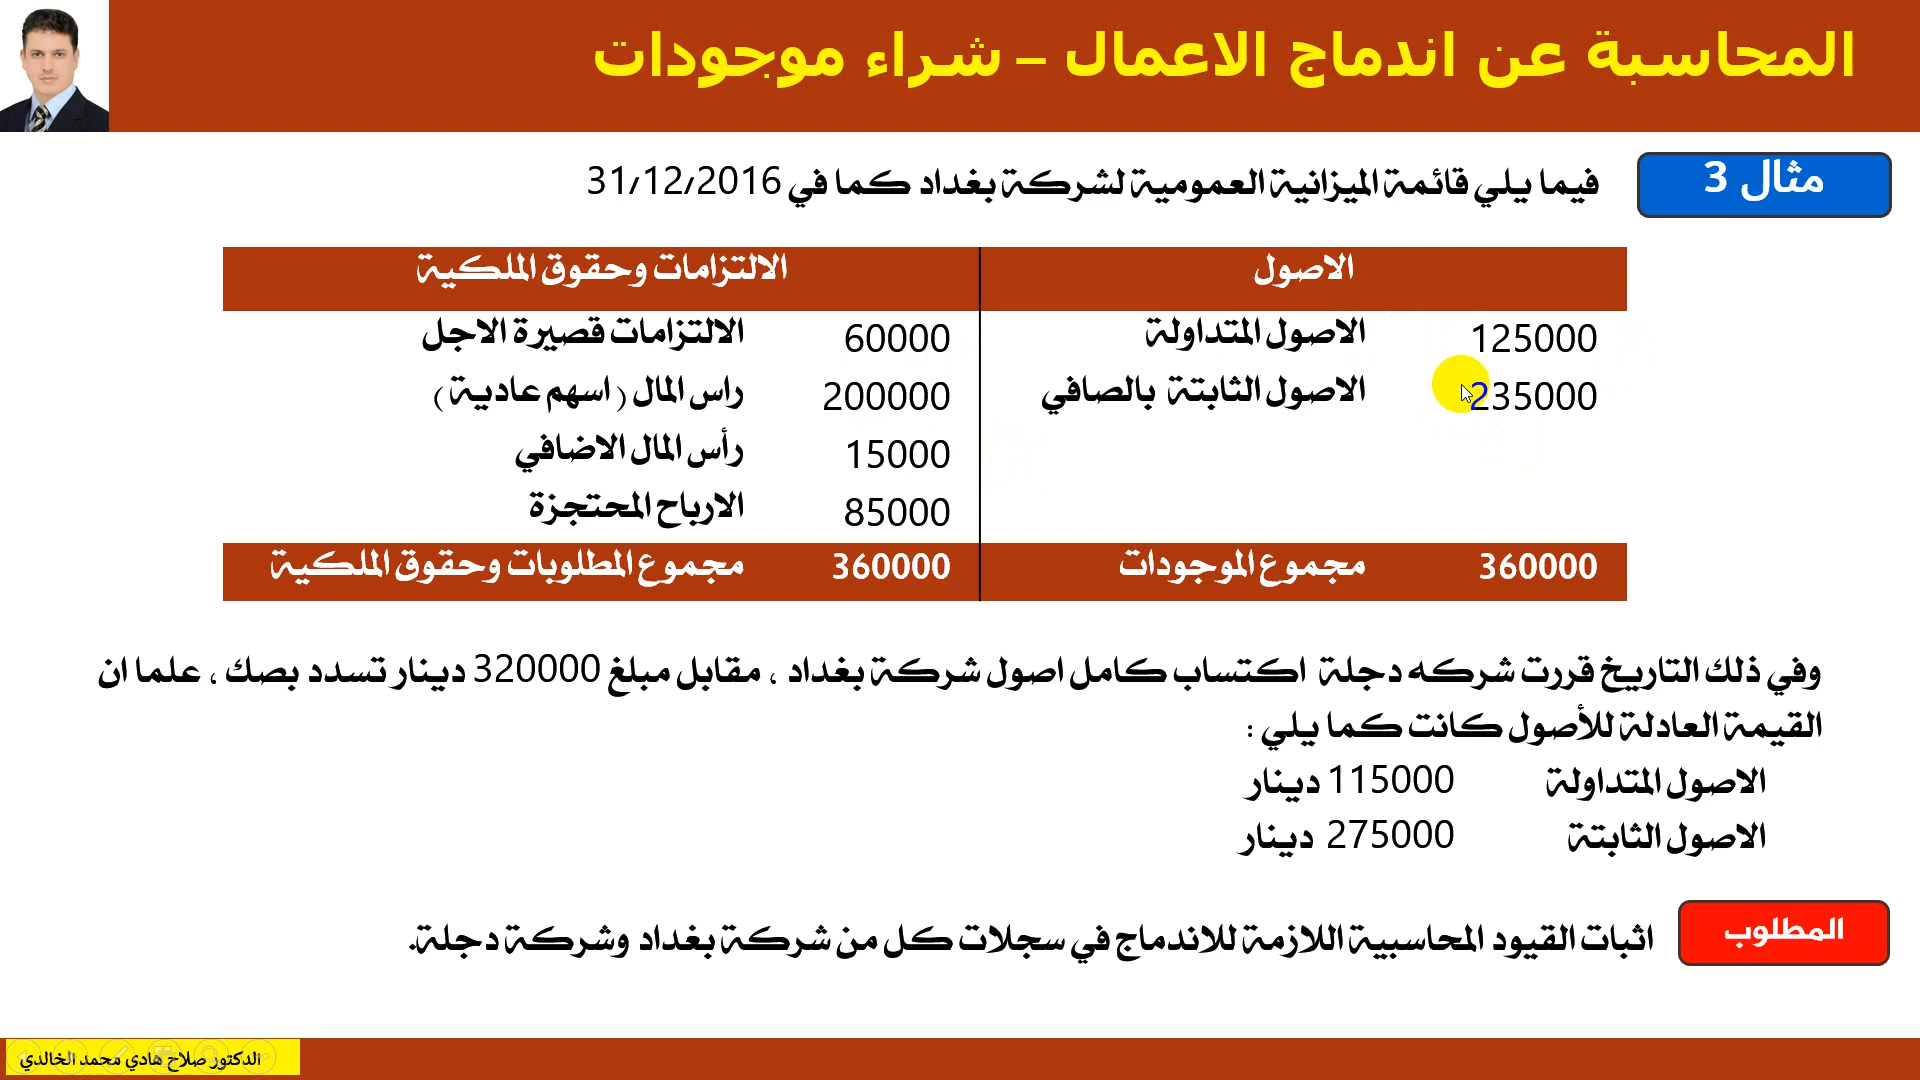 المحاسبة عن اندماج الاعمال – شراء موجودات
مثال 3
فيما يلي قائمة الميزانية العمومية لشركة بغداد كما في 31/12/2016
الاصول الالتزامات وحقوق الملكية
125000 الاصول المتداولة 60000 الالتزامات قصيرة الاجل
235000 الاصول الثابتة بالصافي 200000 راس المال ( اسهم عادية )
15000 رأس المال الاضافي
85000 الارباح المحتجزة
360000 مجموع الموجودات 360000 مجموع المطلوبات وحقوق الملكية
وفي ذلك التاريخ قررت شركه دجلة اكتساب كامل اصول شركة بغداد ، مقابل مبلغ 320000 دينار تسدد بصك ، علما ان
القيمة العادلة للأصول كانت كما يلي :
الاصول المتداولة 115000 دينار
الاصول الثابتة 275000 دينار
المطلوب
اثبات القيود المحاسبية اللازمة للاندماج في سجلات كل من شركة بغداد وشركة دجلة.
الدكتور صلاح هادي محمد الخالدي